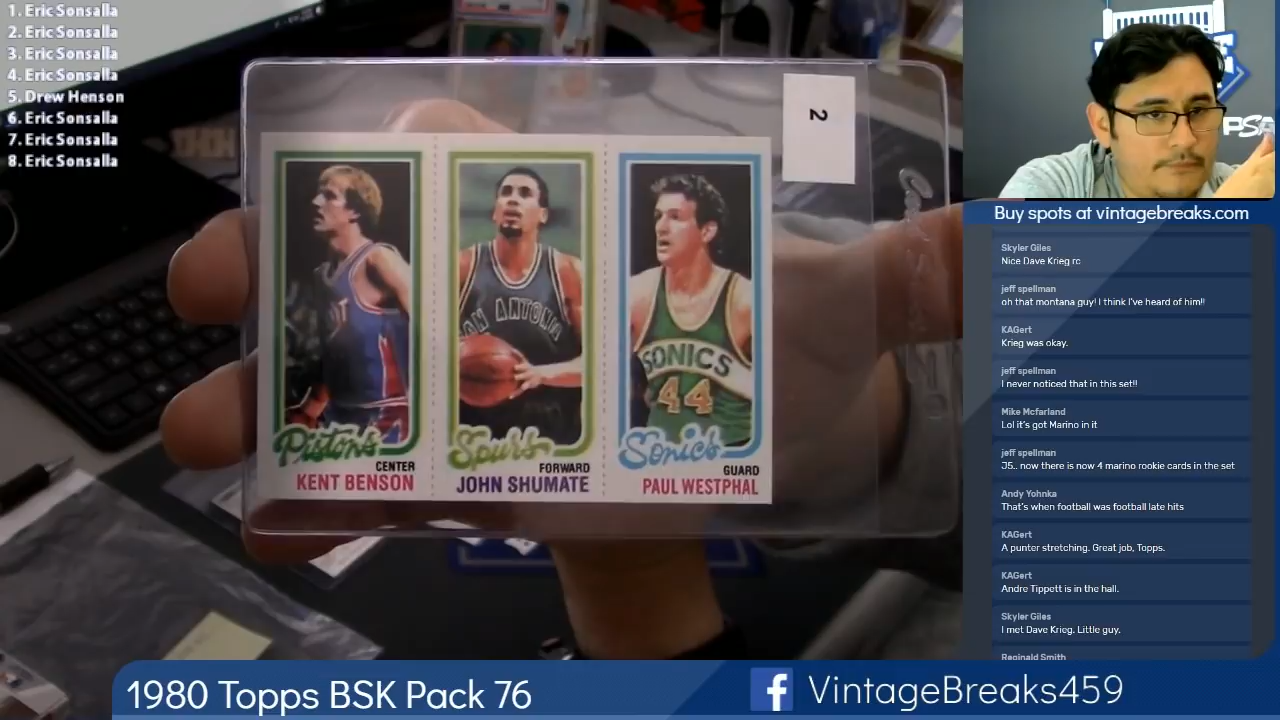 1. Eric Sonsalla
2. Eric Sonsalla
3. Eric Sonsalla
4. Eric Sonsalla
5. Drew Henson
6. Eric Sonsalla
7. Eric Sonsalla
8. Eric Sonsalla
2
DET
SAN ANTONIO
SONICS
44
Pistons
CENTER
KENT BENSON
Spurs
FORWARD
JOHN SHUMATE
Sonics
GUARD
PAUL WESTPHAL
PSA
Buy spots at vintagebreaks.com
Skyler Giles
Nice Dave Krieg rc
jeff spellman
oh that montana guy! I think I've heard of him!!
KAGert
Krieg was okay.
jeff spellman
I never noticed that in this set!!
Mike Mcfarland
Lol it's got Marino in it
jeff spellman
J5.. now there is now 4 marino rookie cards in the set
Andy Yohnka
That's when football was football late hits
KAGert
A punter stretching. Great job, Topps.
KAGert
Andre Tippett is in the hall.
Skyler Giles
I met Dave Krieg. Little guy.
Reginald Smith
1980 Topps BSK Pack 76
f VintageBreaks459